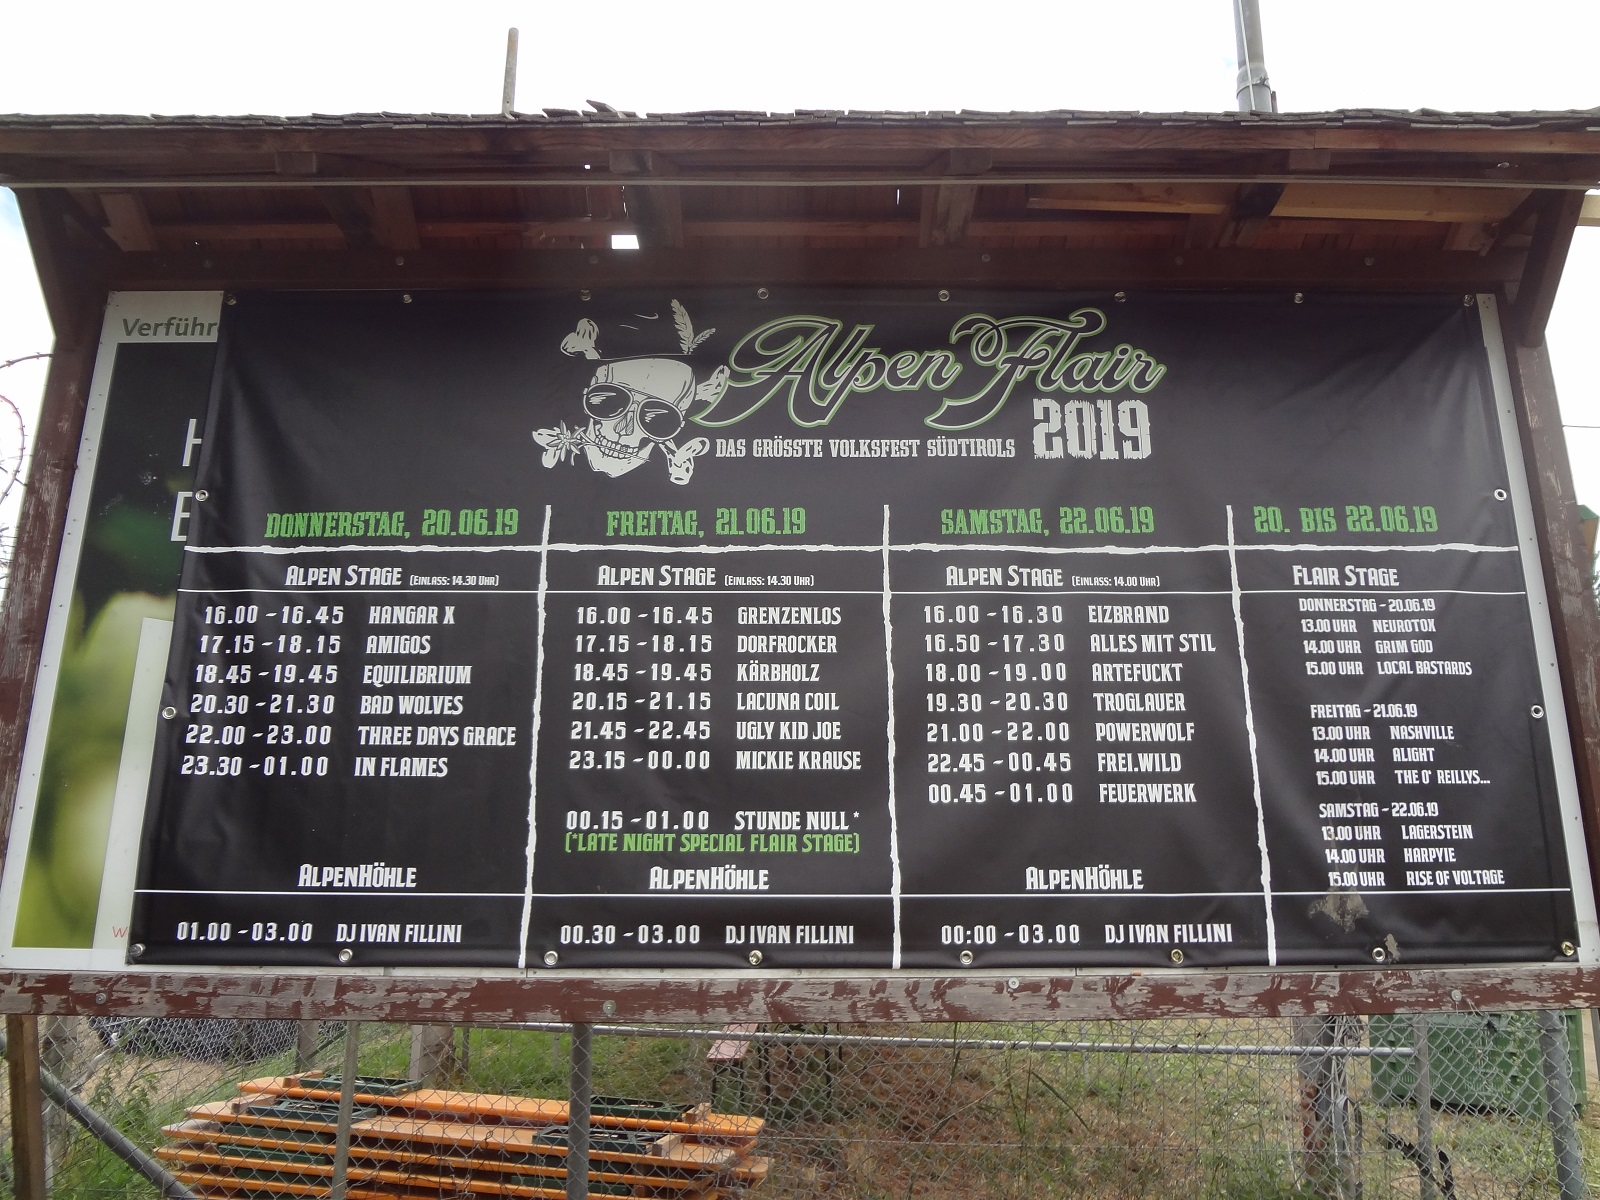 Verführ
H
E
Alpen Flair
2019
DAS GRÖSSTE VOLKSFEST SÜDTIROLS
DONNERSTAG, 20.06.19
ALPEN STAGE (EINLASS: 14.30 UHR)
16.00 - 16.45 HANGAR X
17.15 - 18.15 AMIGOS
18.45 - 19.45 EQUILIBRIUM
20.30 - 21.30 BAD WOLVES
22.00 - 23.00 THREE DAYS GRACE
23.30 - 01.00 IN FLAMES
ALPENHÖHLE
01.00 - 03.00 DJ IVAN FILLINI
FREITAG, 21.06.19
ALPEN STAGE (EINLASS: 14.30 UHR)
16.00 - 16.45 GRENZENLOS
17.15 - 18.15 DORFROCKER
18.45 - 19.45 KÄRBHOLZ
20.15 - 21.15 LACUNA COIL
21.45 - 22.45 UGLY KID JOE
23.15 - 00.00 MICKIE KRAUSE
00.15 - 01.00 STUNDE NULL *
(*LATE NIGHT SPECIAL FLAIR STAGE)
ALPENHÖHLE
00.30 - 03.00 DJ IVAN FILLINI
SAMSTAG, 22.06.19
ALPEN STAGE (EINLASS: 14.00 UHR)
16.00 - 16.30 EIZBRAND
16.50 - 17.30 ALLES MIT STIL
18.00 - 19.00 ARTEFUCKT
19.30 - 20.30 TROGLAUER
21.00 - 22.00 POWERWOLF
22.45 - 00.45 FREI.WILD
00.45 - 01.00 FEUERWERK
ALPENHÖHLE
00:00 - 03.00 DJ IVAN FILLINI
20. BIS 22.06.19
FLAIR STAGE
DONNERSTAG - 20.06.19
13.00 UHR NEUROTOX
14.00 UHR GRIM GOD
15.00 UHR LOCAL BASTARDS
FREITAG - 21.06.19
13.00 UHR NASHVILLE
14.00 UHR ALIGHT
15.00 UHR THE O' REILLYS...
SAMSTAG - 22.06.19
13.00 UHR LAGERSTEIN
14.00 UHR HARPYIE
15.00 UHR RISE OF VOLTAGE